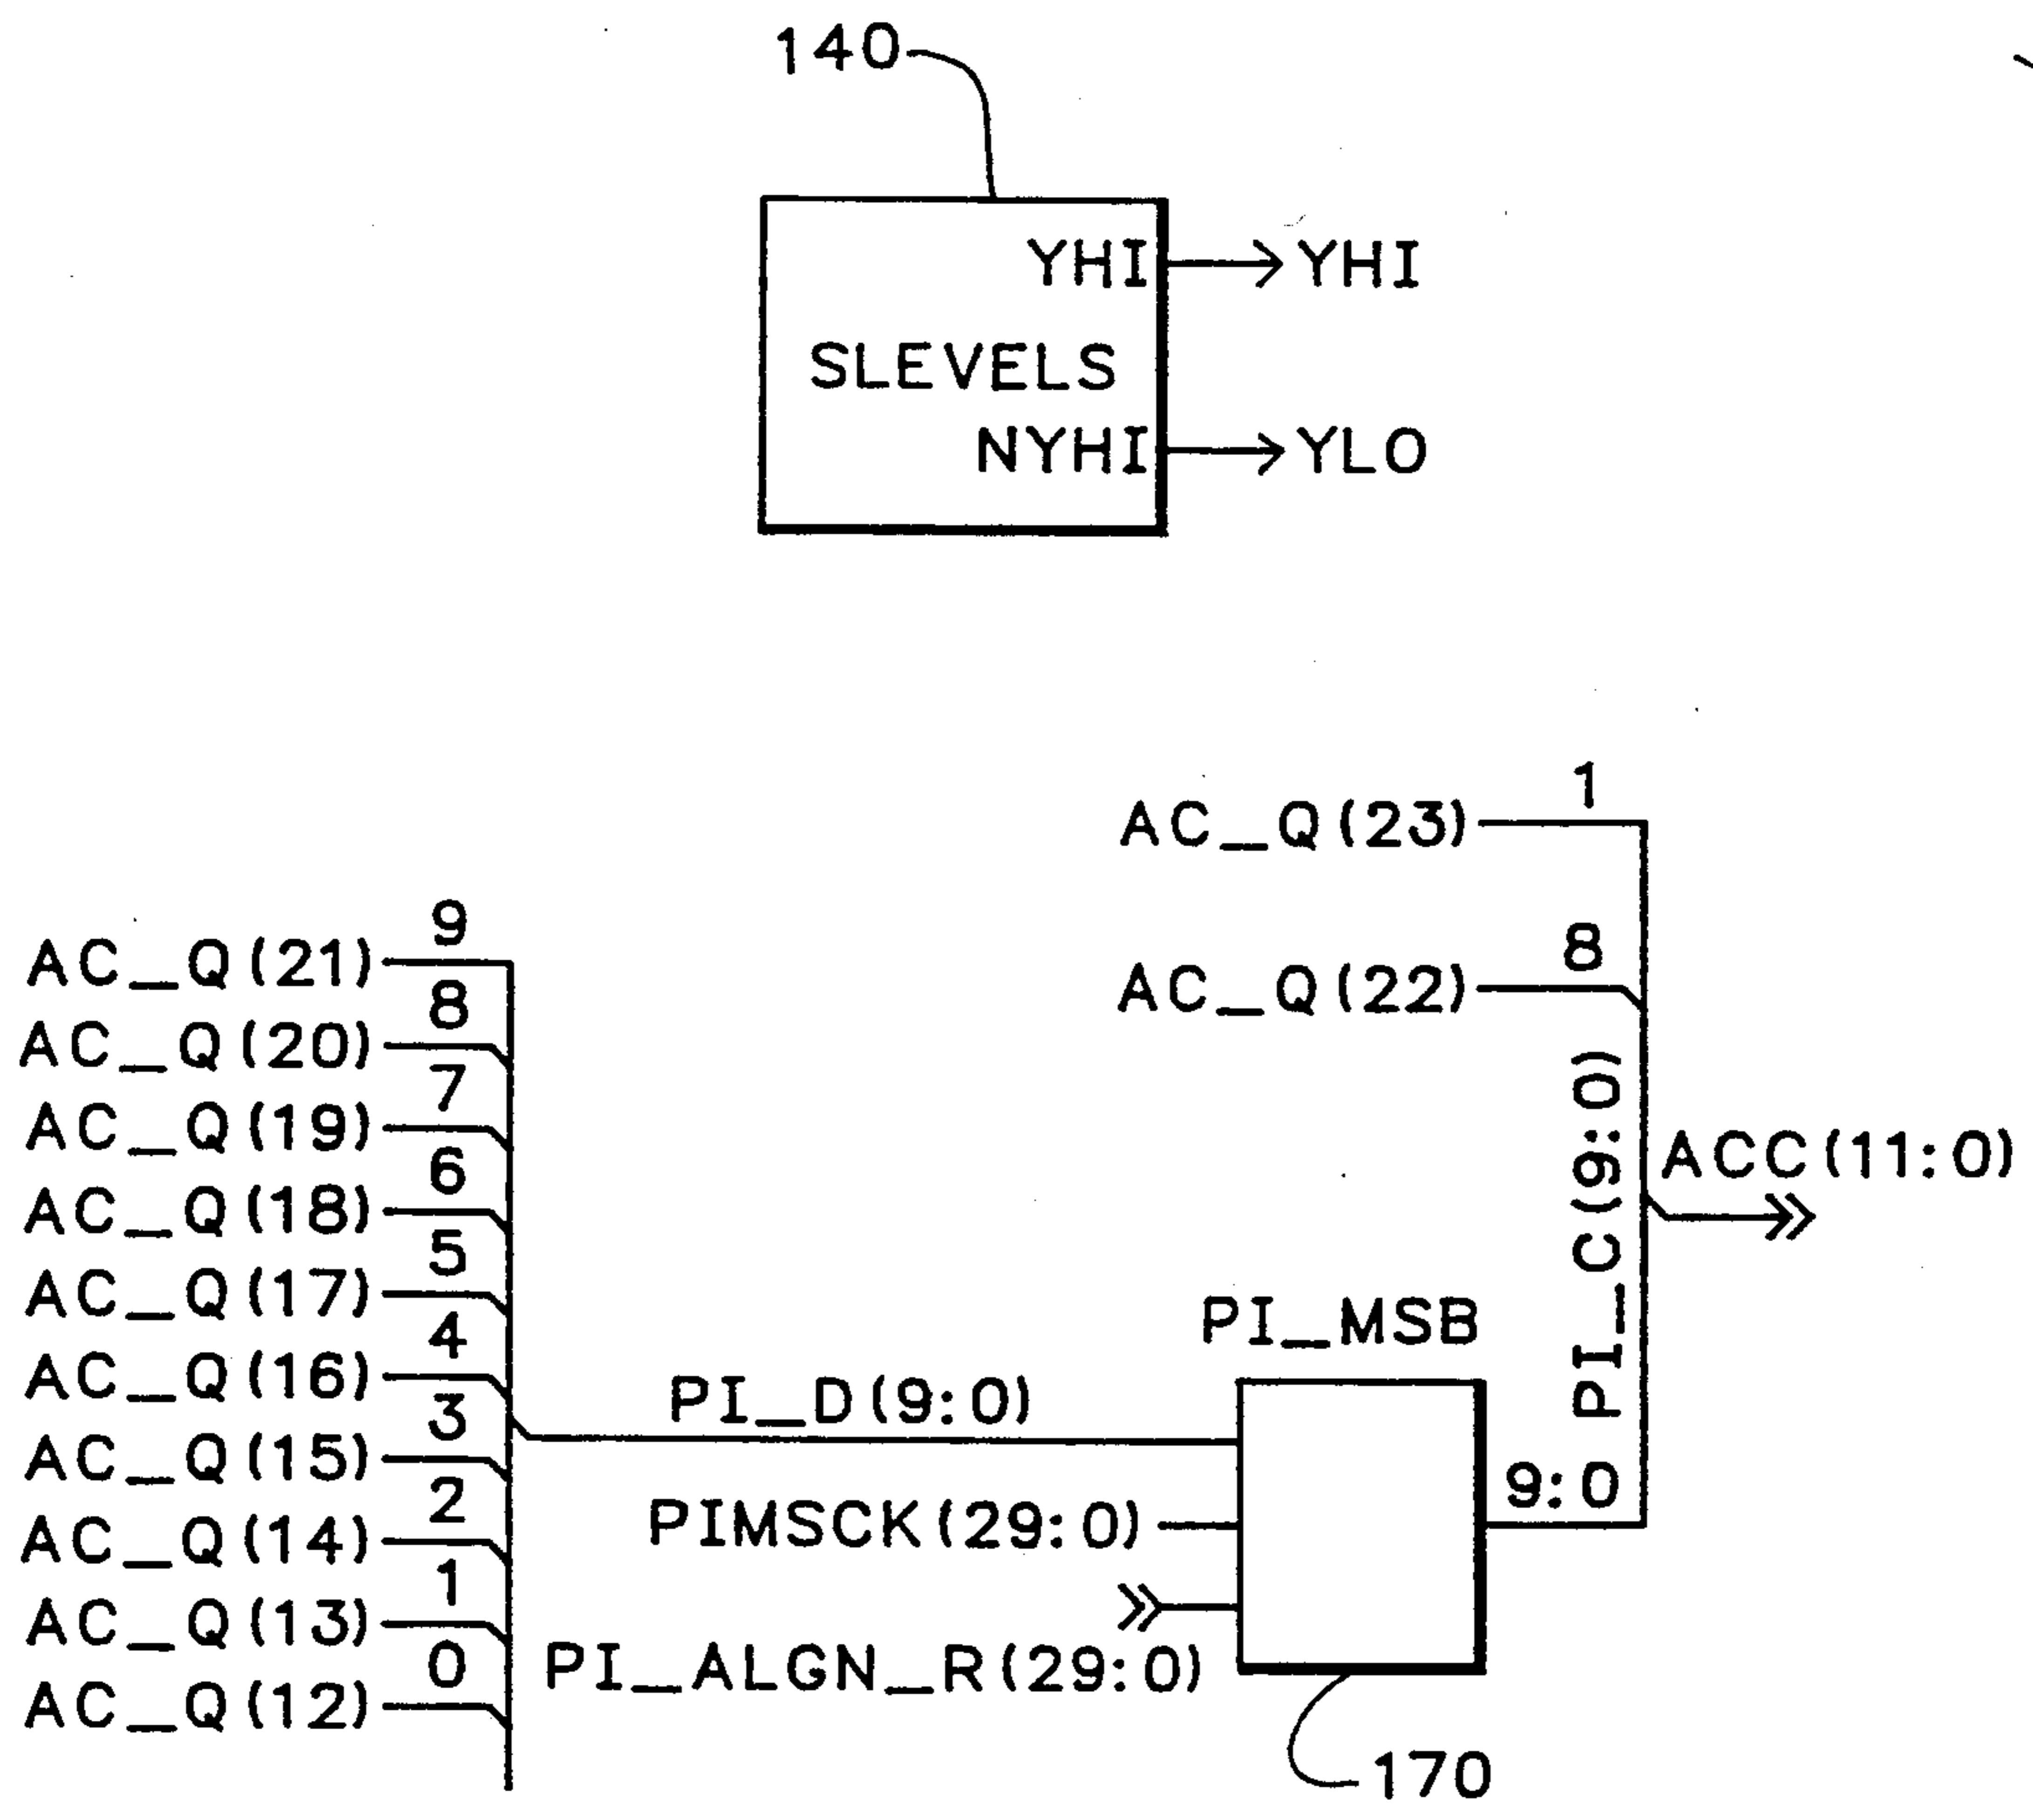 140
YHI
YHI
SLEVELS
NYHI
YLO
AC_Q(23)
1
AC_Q(22)
8
PI_C(9:0)
ACC(11:0)
AC_Q(21)
9
AC_Q(20)
8
AC_Q(19)
7
AC_Q(18)
6
AC_Q(17)
5
AC_Q(16)
4
AC_Q(15)
3
AC_Q(14)
2
AC_Q(13)
1
AC_Q(12)
0
PI_D(9:0)
PI_MSB
PIMSCK(29:0)
9:0
PI_ALGN_R(29:0)
170